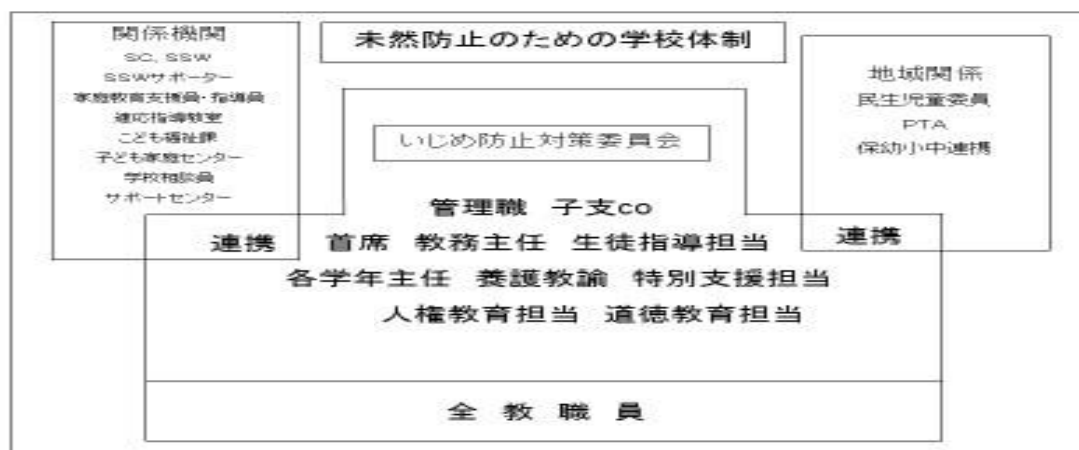 未然防止のための学校体制
関係機関
SC、SSW
SSWサポーター
家庭教育支援員・指導員
適応指導教室
こども福祉課
子ども家庭センター
学校相談員
サポートセンター
地域関係
民生児童委員
PTA
保幼小中連携
いじめ防止対策委員会
管理職 子支co
連携 首席 教務主任 生徒指導担当 連携
各学年主任 養護教諭 特別支援担当
人権教育担当 道徳教育担当
全教職員